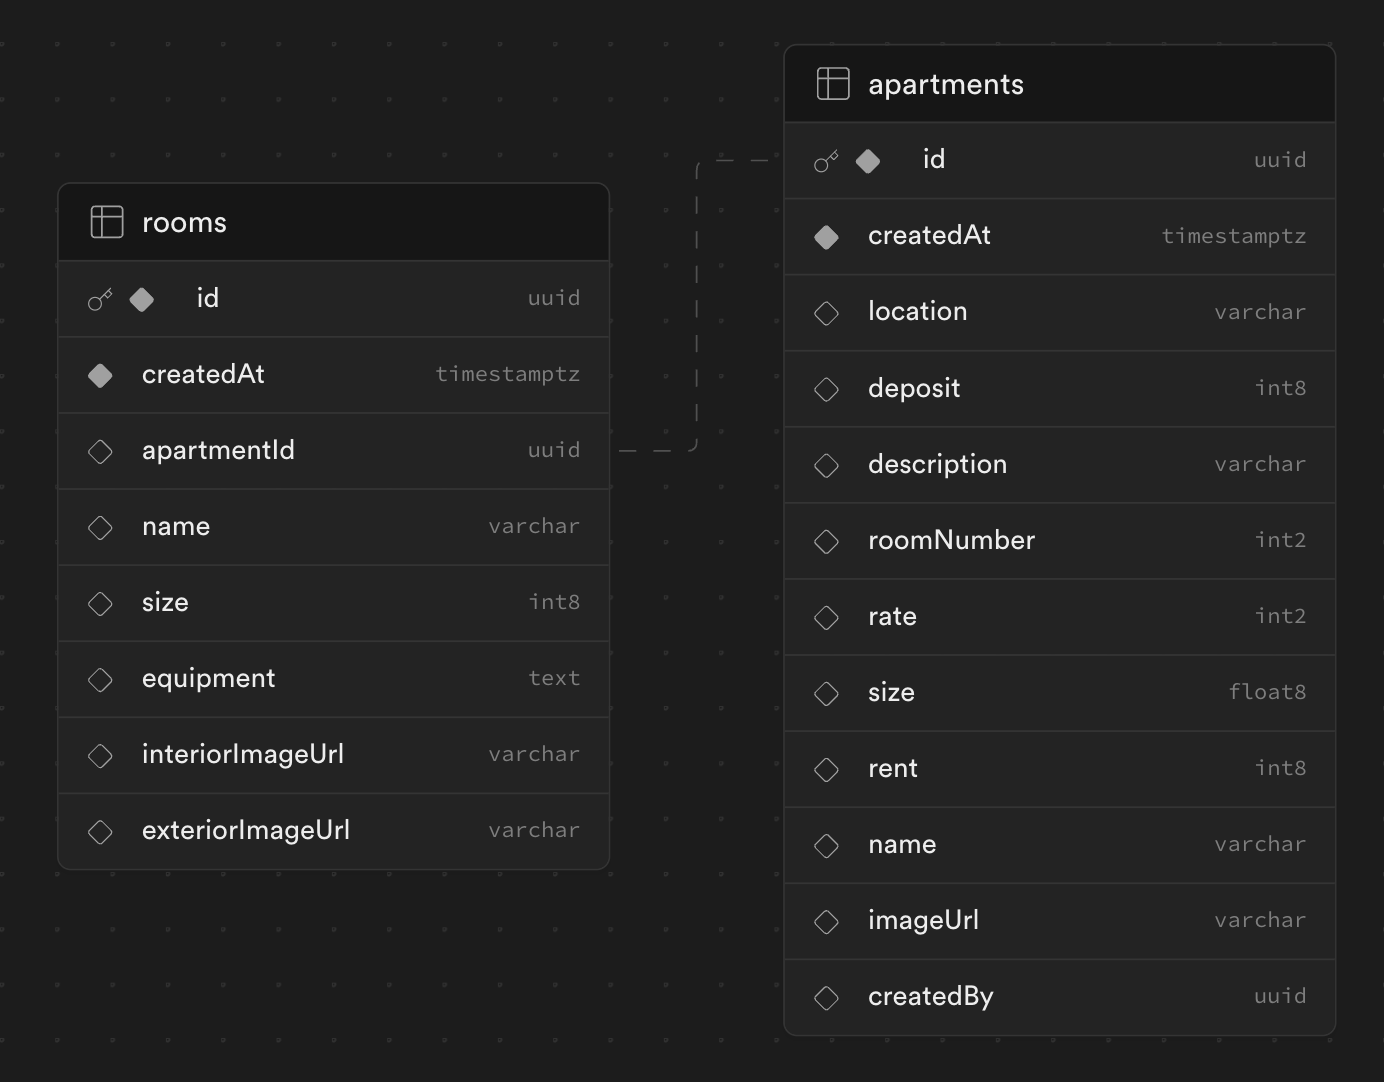 rooms
id uuid
createdAt timestamptz
apartmentId uuid
name varchar
size int8
equipment text
interiorImageUrl varchar
exteriorImageUrl varchar
apartments
id uuid
createdAt timestamptz
location varchar
deposit int8
description varchar
roomNumber int2
rate int2
size float8
rent int8
name varchar
imageUrl varchar
createdBy uuid